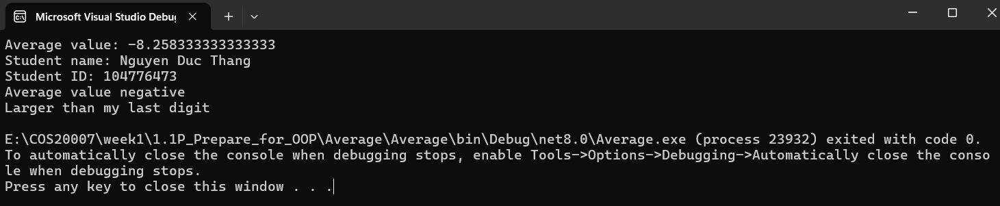 Microsoft Visual Studio Debu
Average value: -8.258333333333333
Student name: Nguyen Duc Thang
Student ID: 104776473
Average value negative
Larger than my last digit
E:\COS20007\week1\1.1P_Prepare_for_OOP\Average\Average\bin\Debug\net8.0\Average.exe (process 23932) exited with code 0.
To automatically close the console when debugging stops, enable Tools->Options->Debugging->Automatically close the conso
le when debugging stops.
Press any key to close this window . . .